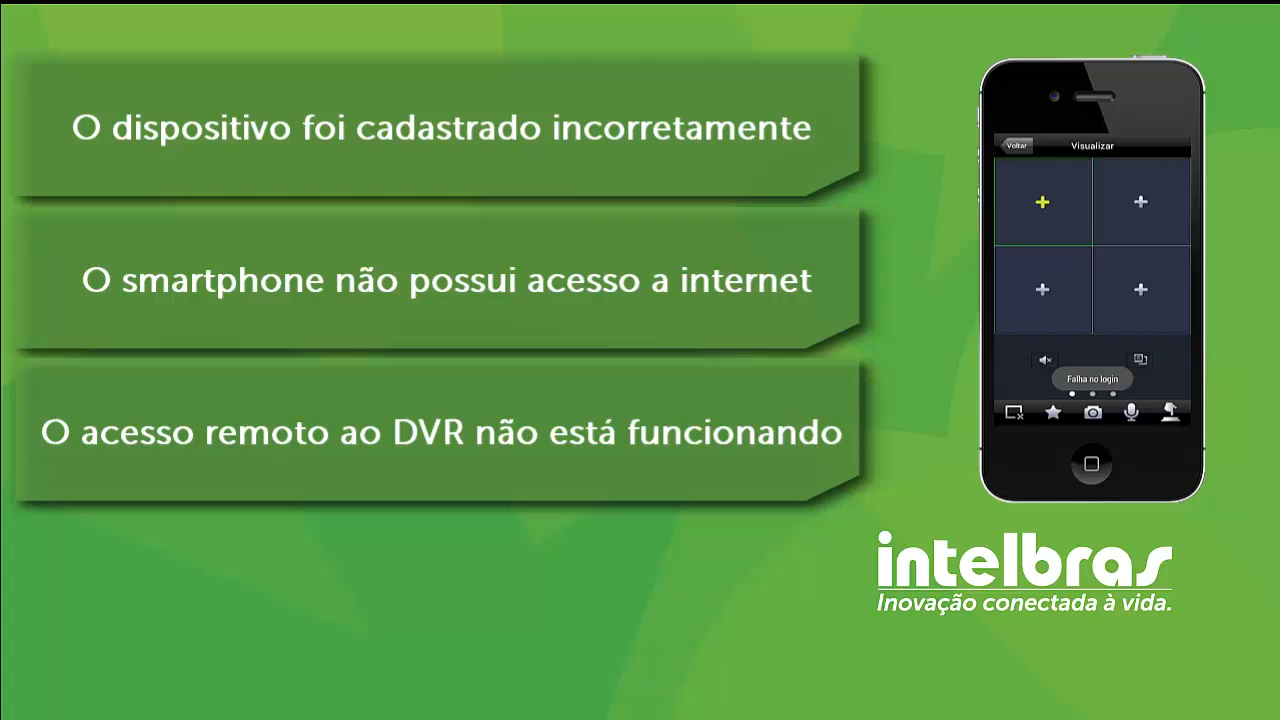 O dispositivo foi cadastrado incorretamente
O smartphone não possui acesso a internet
O acesso remoto ao DVR não está funcionando
Voltar
Visualizar
Falha no login
intelbras
Inovação conectada à vida.